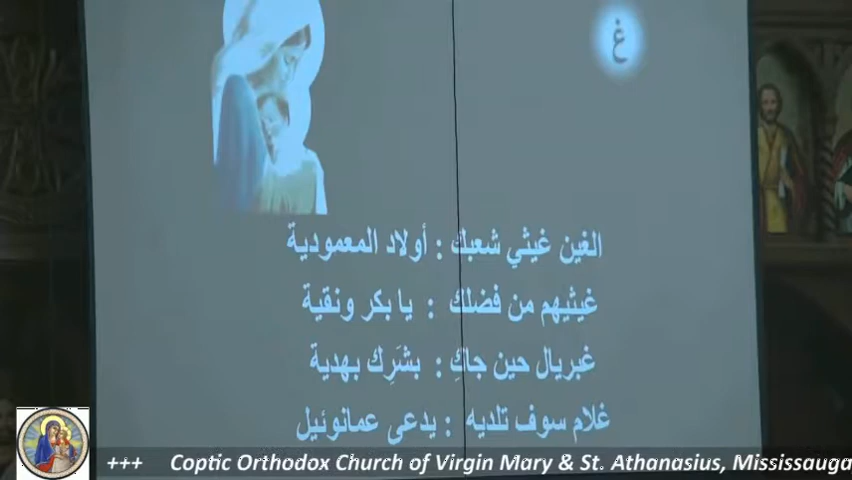 غ
الغين غيثي شعبك : أولاد المعمودية
غيثيهم من فضلك : يا بكر ونقية
غبريال حين جاكِ : بشَرِك بهدية
غلام سوف تلديه : يدعى عمانوئيل
+++ Coptic Orthodox Church of Virgin Mary & St. Athanasius, Mississauga